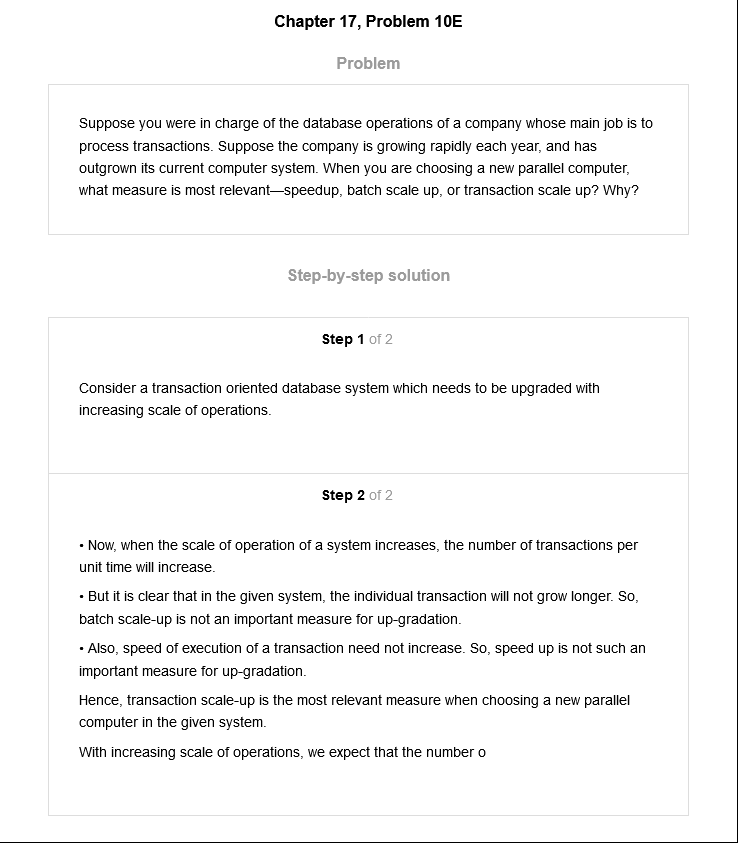 Chapter 17, Problem 10E
Problem
Suppose you were in charge of the database operations of a company whose main job is to
process transactions. Suppose the company is growing rapidly each year, and has
outgrown its current computer system. When you are choosing a new parallel computer,
what measure is most relevant—speedup, batch scale up, or transaction scale up? Why?
Step-by-step solution
Step 1 of 2
Consider a transaction oriented database system which needs to be upgraded with
increasing scale of operations.
Step 2 of 2
• Now, when the scale of operation of a system increases, the number of transactions per
unit time will increase.
• But it is clear that in the given system, the individual transaction will not grow longer. So,
batch scale-up is not an important measure for up-gradation.
• Also, speed of execution of a transaction need not increase. So, speed up is not such an
important measure for up-gradation.
Hence, transaction scale-up is the most relevant measure when choosing a new parallel
computer in the given system.
With increasing scale of operations, we expect that the number o